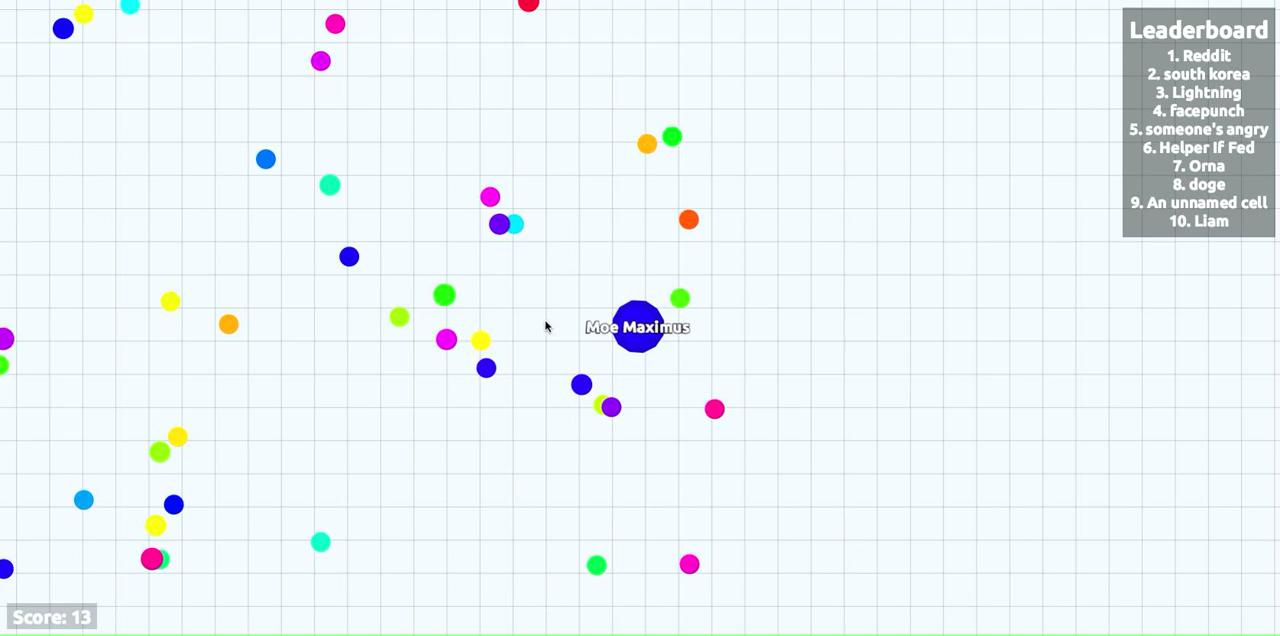 Leaderboard
1. Reddit
2. south korea
3. Lightning
4. facepunch
5. someone's angry
6. Helper If Fed
7. Orna
8. doge
9. An unnamed cell
10. Liam
Moe Maximus
Score: 13